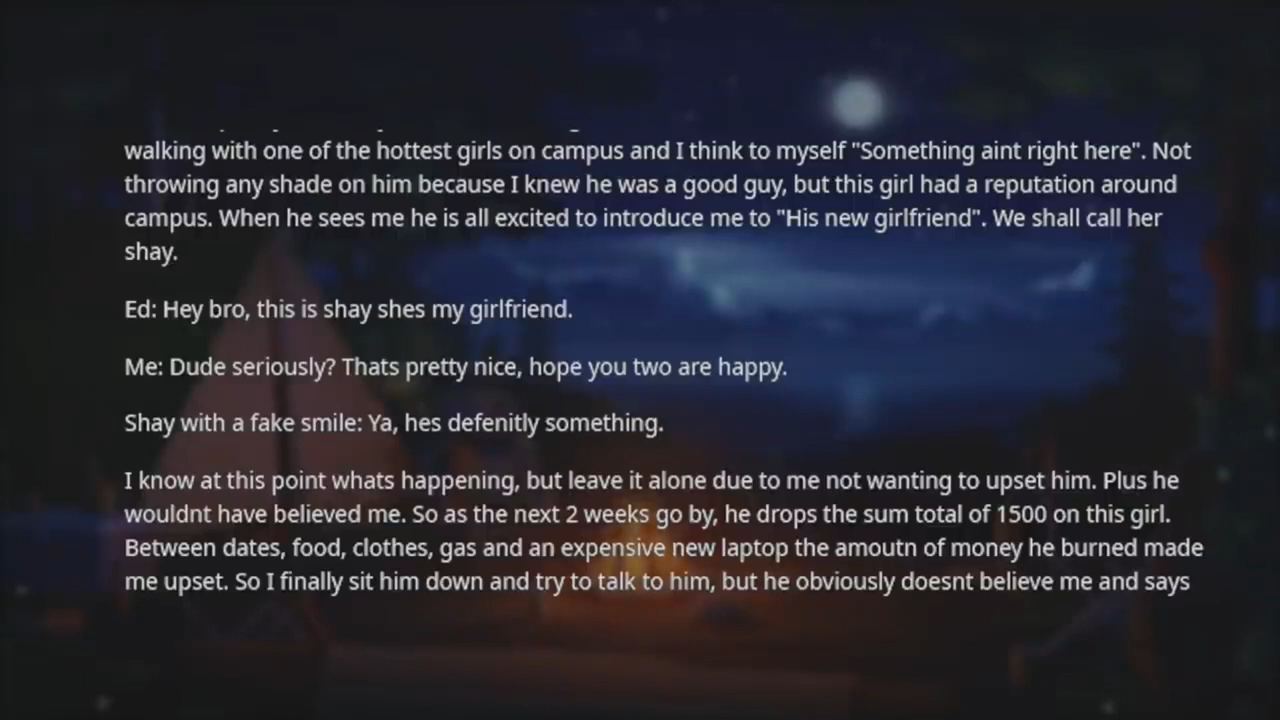 walking with one of the hottest girls on campus and I think to myself "Something aint right here". Not
throwing any shade on him because I knew he was a good guy, but this girl had a reputation around
campus. When he sees me he is all excited to introduce me to "His new girlfriend". We shall call her
shay.
Ed: Hey bro, this is shay shes my girlfriend.
Me: Dude seriously? Thats pretty nice, hope you two are happy.
Shay with a fake smile: Ya, hes defenitly something.
I know at this point whats happening, but leave it alone due to me not wanting to upset him. Plus he
wouldnt have believed me. So as the next 2 weeks go by, he drops the sum total of 1500 on this girl.
Between dates, food, clothes, gas and an expensive new laptop the amoutn of money he burned made
me upset. So I finally sit him down and try to talk to him, but he obviously doesnt believe me and says